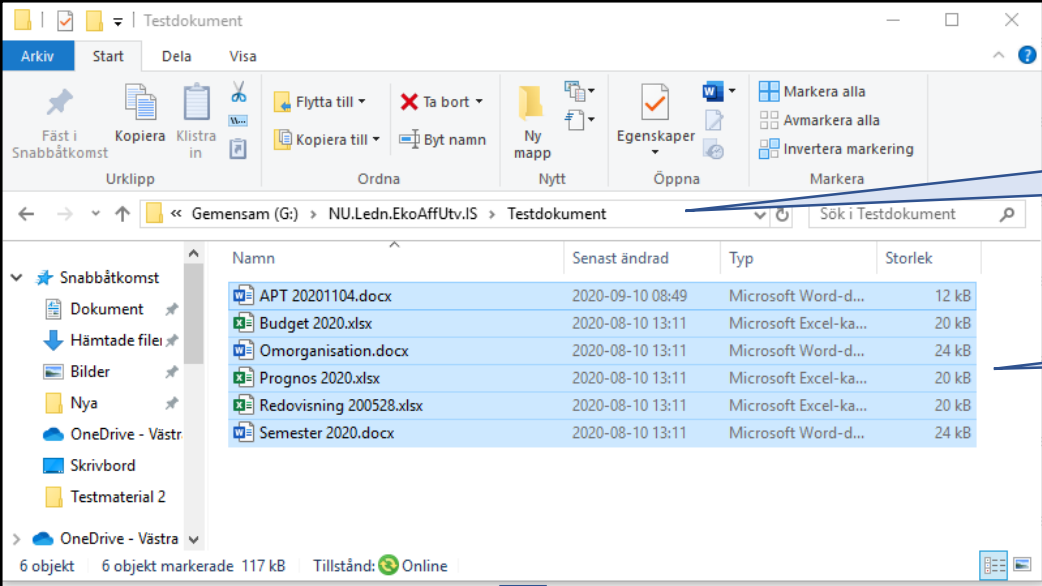 Testdokument
Arkiv Start Dela Visa
Fäst i Snabbåtkomst
Kopiera
Klistra in
W
Flytta till
Kopiera till
Ta bort
Byt namn
Ny mapp
Egenskaper
Markera alla
Avmarkera alla
Invertera markering
Urklipp Ordna Nytt Öppna Markera
« Gemensam (G:) › NU.Ledn.EkoAffUtv.IS › Testdokument
Sök i Testdokument
Namn Senast ändrad Typ Storlek
Snabbåtkomst
Dokument
Hämtade filer
Bilder
Nya
OneDrive - Västr
Skrivbord
Testmaterial 2
OneDrive - Västra
APT 20201104.docx 2020-09-10 08:49 Microsoft Word-d... 12 kB
Budget 2020.xlsx 2020-08-10 13:11 Microsoft Excel-ka... 20 kB
Omorganisation.docx 2020-08-10 13:11 Microsoft Word-d... 24 kB
Prognos 2020.xlsx 2020-08-10 13:11 Microsoft Excel-ka... 20 kB
Redovisning 200528.xlsx 2020-08-10 13:11 Microsoft Excel-ka... 20 kB
Semester 2020.docx 2020-08-10 13:11 Microsoft Word-d... 24 kB
6 objekt 6 objekt markerade 117 kB Tillstånd: Online